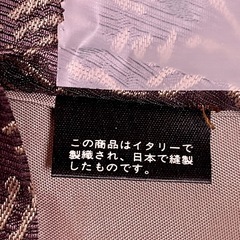 この商品はイタリーで
製織され、日本で縫製
したものです。